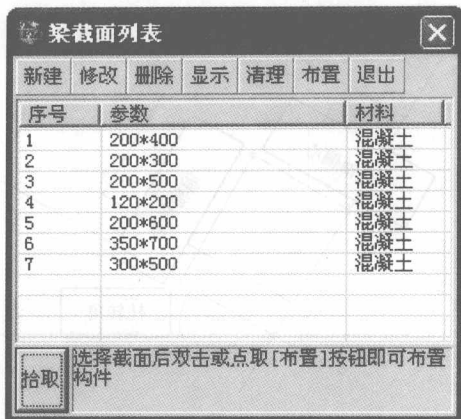 梁截面列表
新建 修改 删除 显示 清理 布置 退出
序号 参数 材料
1 200*400 混凝土
2 200*300 混凝土
3 200*500 混凝土
4 120*200 混凝土
5 200*600 混凝土
6 350*700 混凝土
7 300*500 混凝土
拾取 选择截面后双击或点取[布置]按钮即可布置
构件